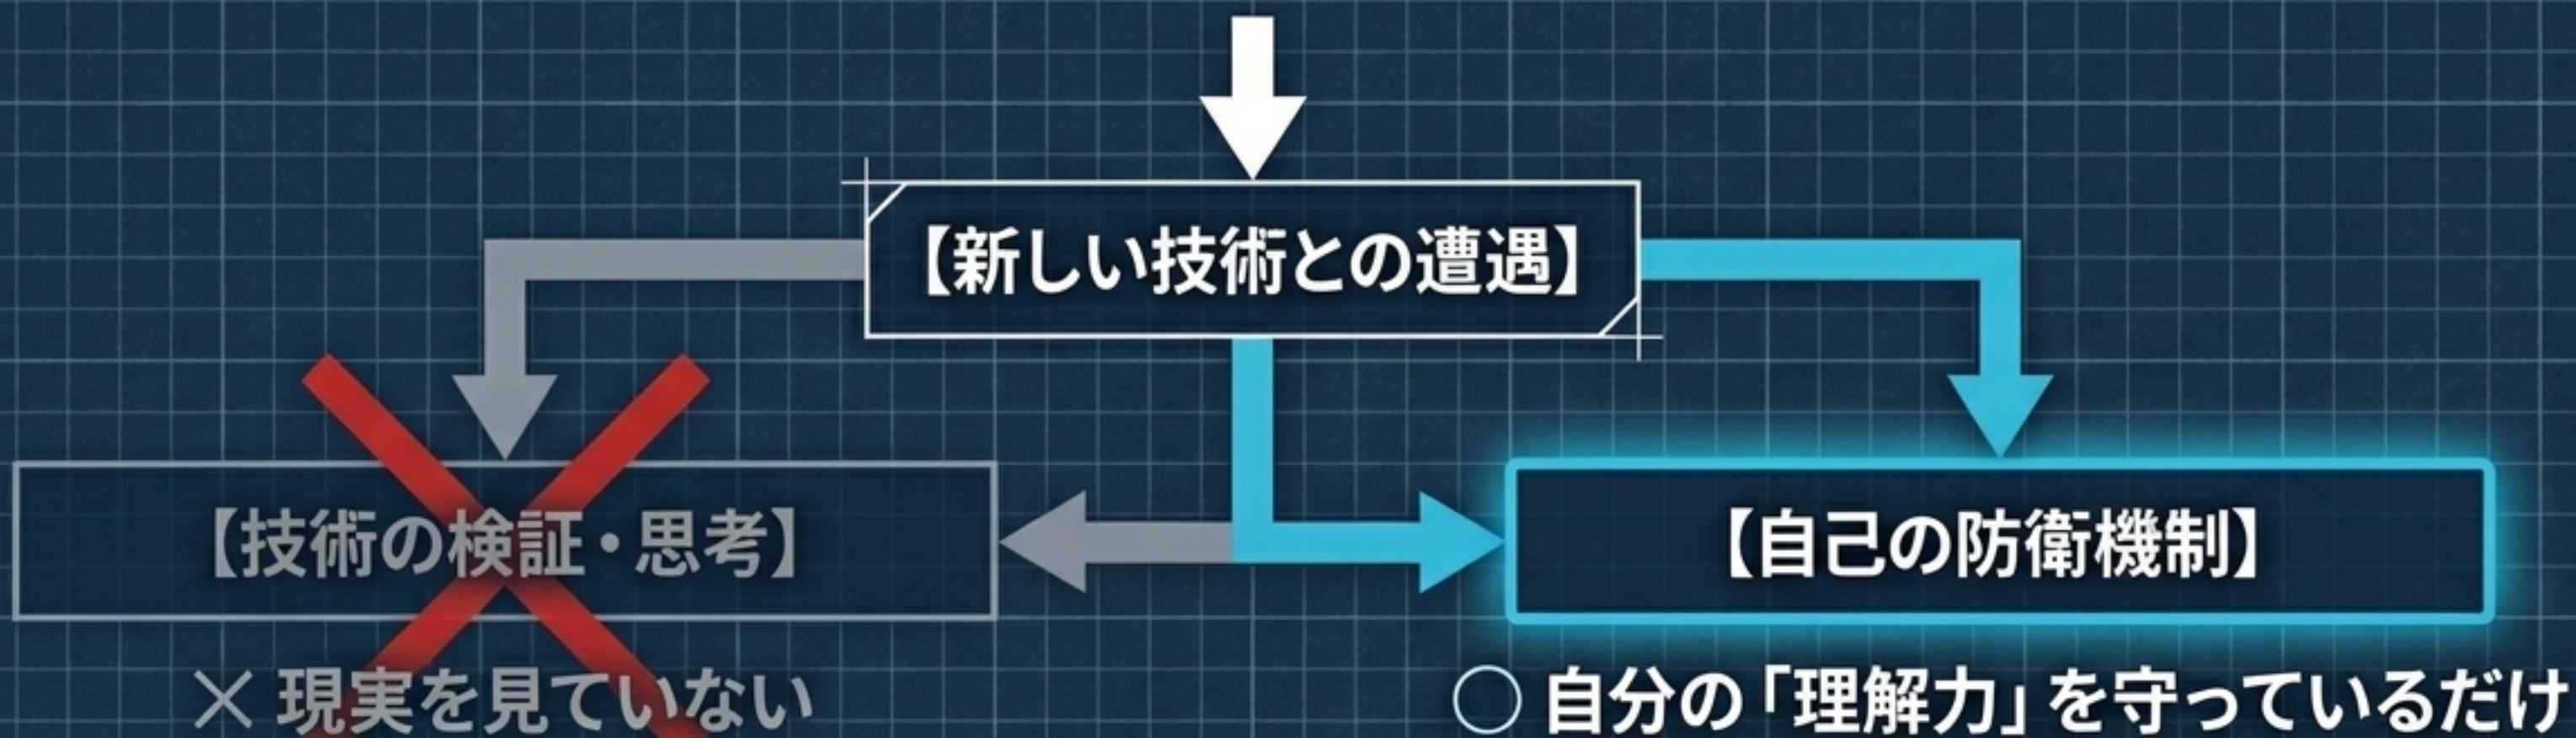 【新しい技術との遭遇】
【技術の検証・思考】
【自己の防衛機制】
× 現実を見ていない
○ 自分の「理解力」を守っているだけ